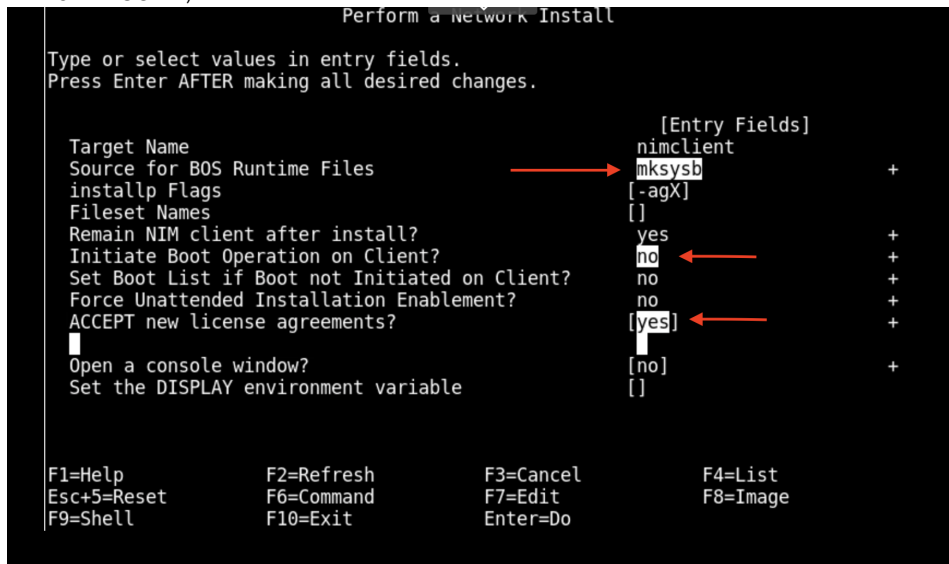 Perform a Network Install
Type or select values in entry fields.
Press Enter AFTER making all desired changes.
[Entry Fields]
Target Name nimclient
Source for BOS Runtime Files mksysb +
installp Flags [-agX]
Fileset Names []
Remain NIM client after install? yes +
Initiate Boot Operation on Client? no +
Set Boot List if Boot not Initiated on Client? no +
Force Unattended Installation Enablement? no +
ACCEPT new license agreements? [yes] +
Open a console window? [no] +
Set the DISPLAY environment variable []
F1=Help F2=Refresh F3=Cancel F4=List
Esc+5=Reset F6=Command F7=Edit F8=Image
F9=Shell F10=Exit Enter=Do